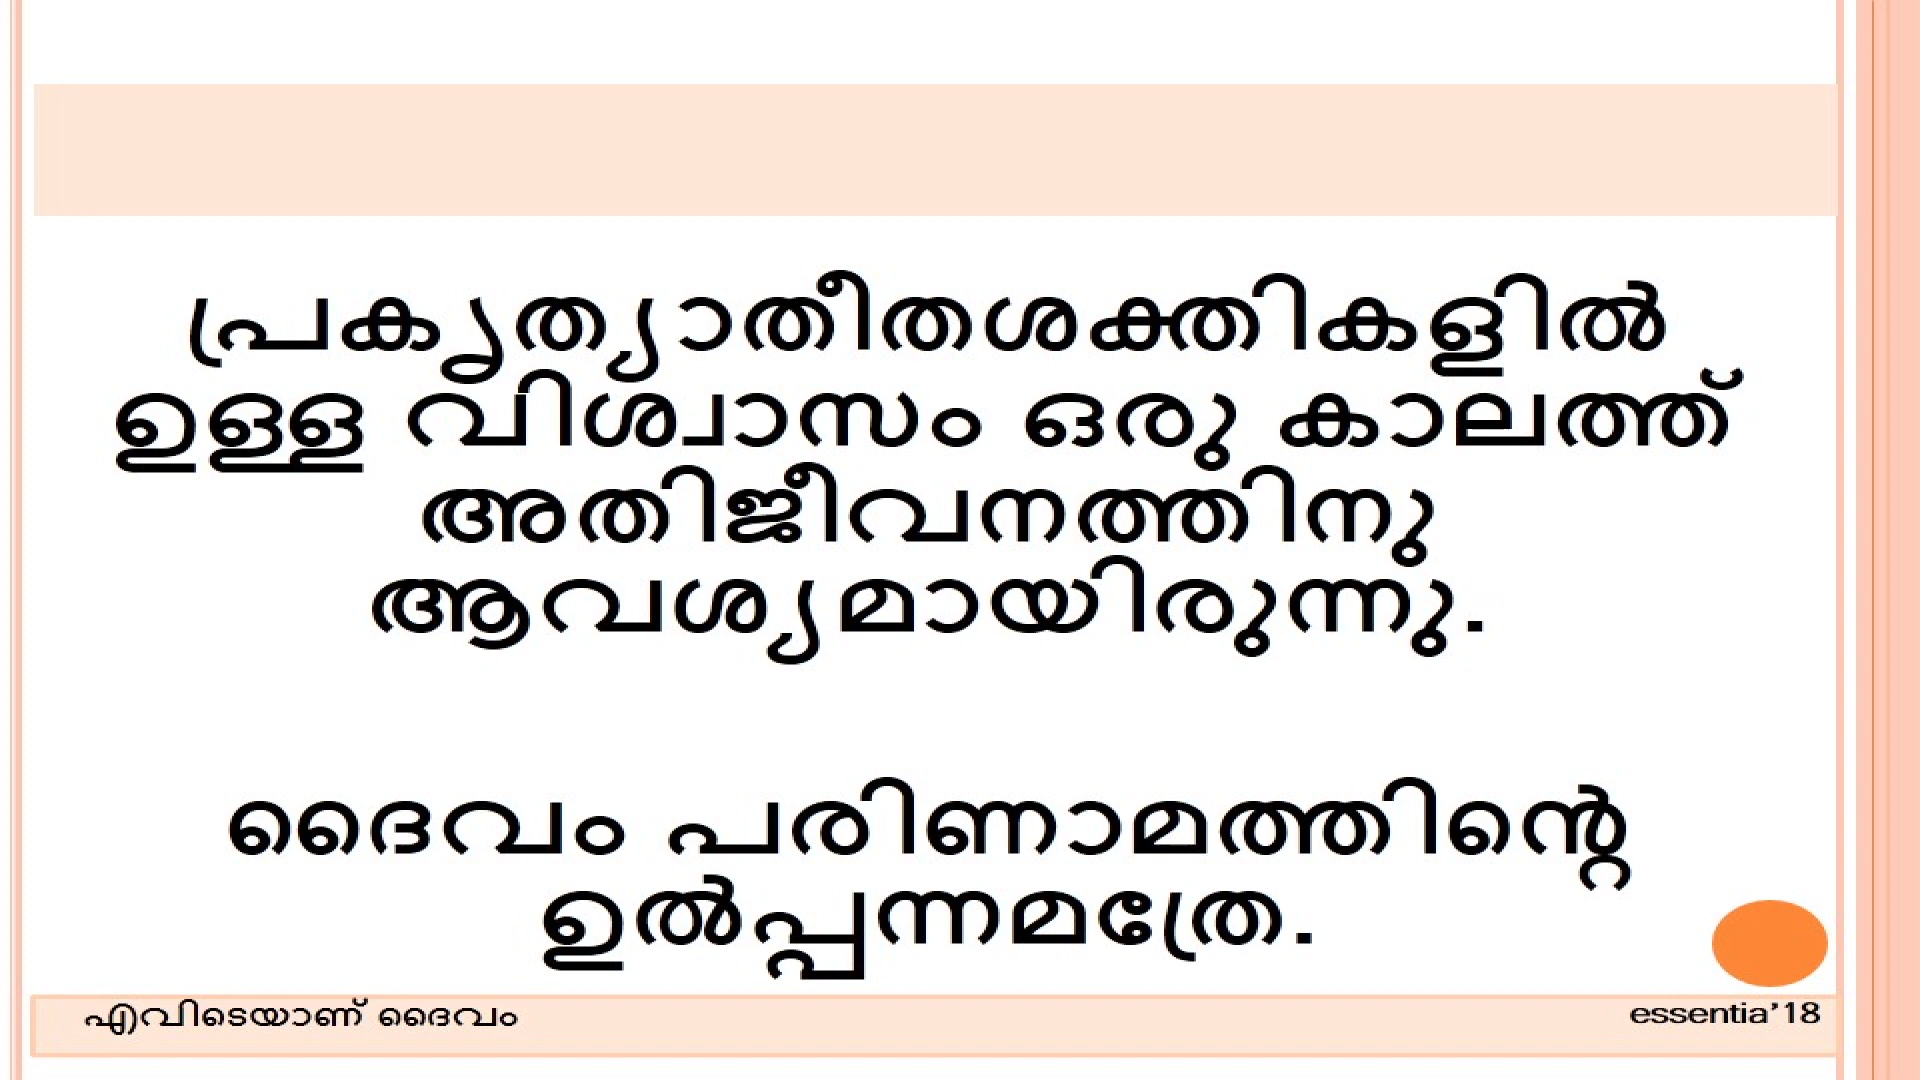 പ്രകൃത്യാതീതശക്തികളിൽ
ഉള്ള വിശ്വാസം ഒരു കാലത്ത്
അതിജീവനത്തിനു
ആവശ്യമായിരുന്നു.
ദൈവം പരിണാമത്തിന്റെ
ഉൽപ്പന്നമത്രേ.
എവിടെയാണ് ദൈവം
essentia’18